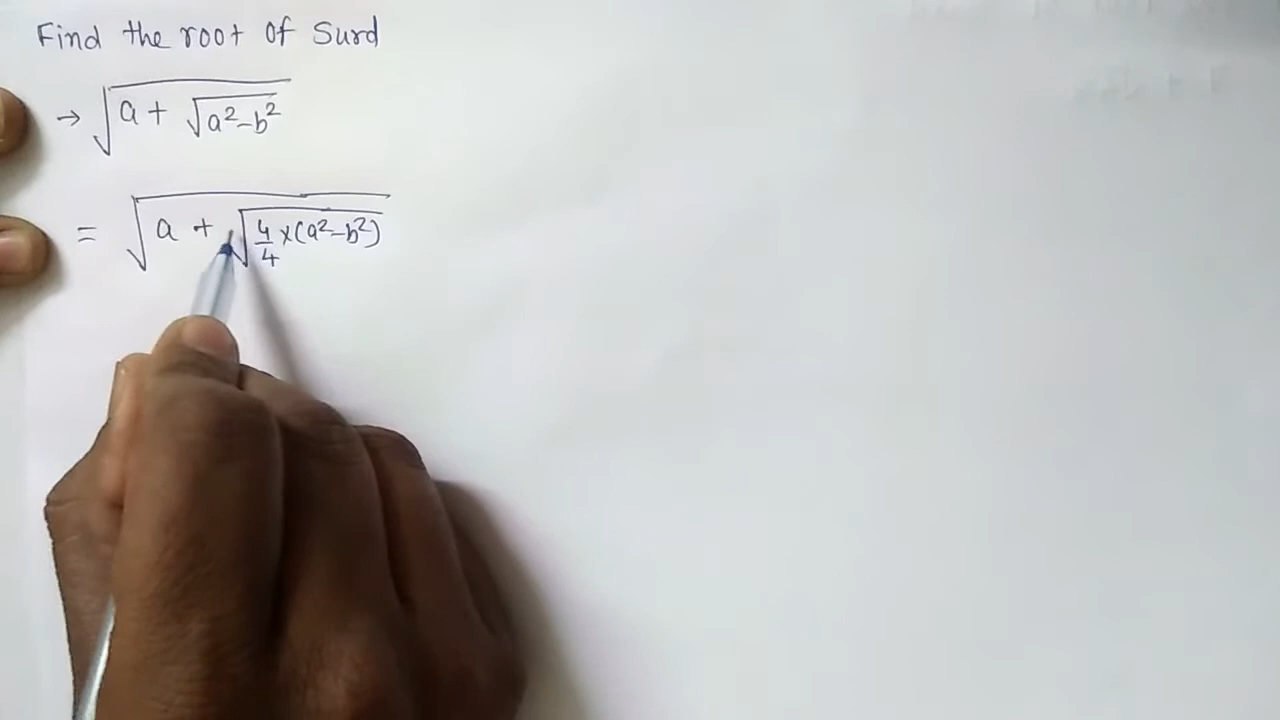 Find the root of Surd
→ √(a + √(a²-b²))
= √(a + √(4/4 × (a²-b²)))